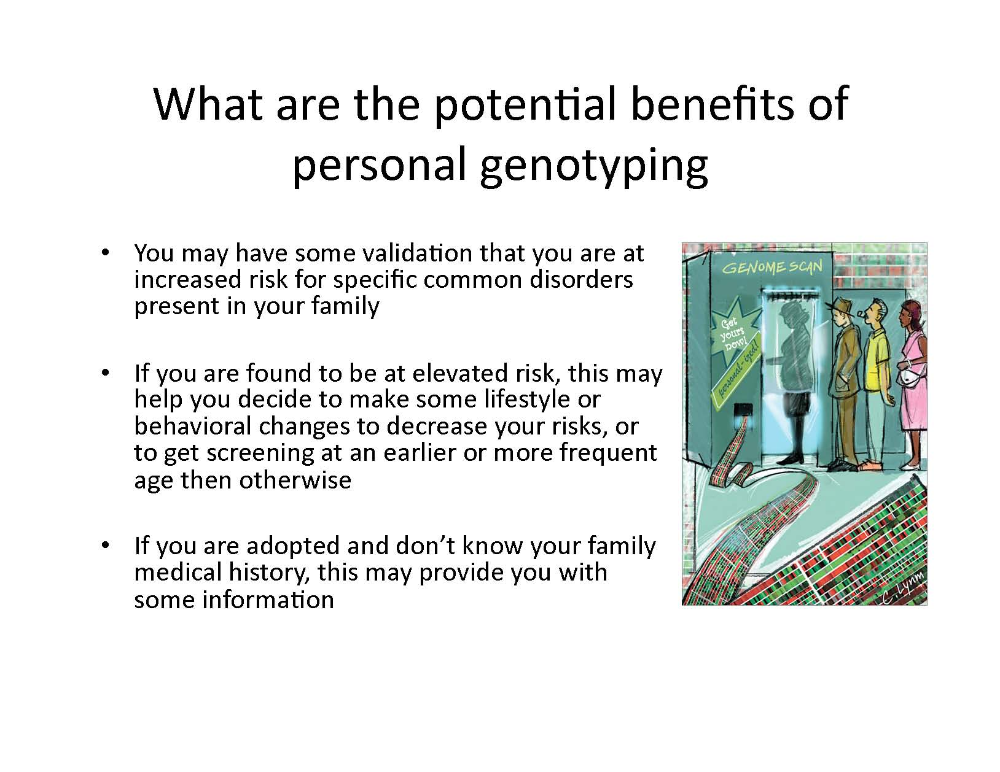 What are the potential benefits of
personal genotyping
• You may have some validation that you are at
increased risk for specific common disorders
present in your family
• If you are found to be at elevated risk, this may
help you decide to make some lifestyle or
behavioral changes to decrease your risks, or
to get screening at an earlier or more frequent
age then otherwise
• If you are adopted and don’t know your family
medical history, this may provide you with
some information
GENOME SCAN
Get
yours
now!
personal-ized!
C. Lynm